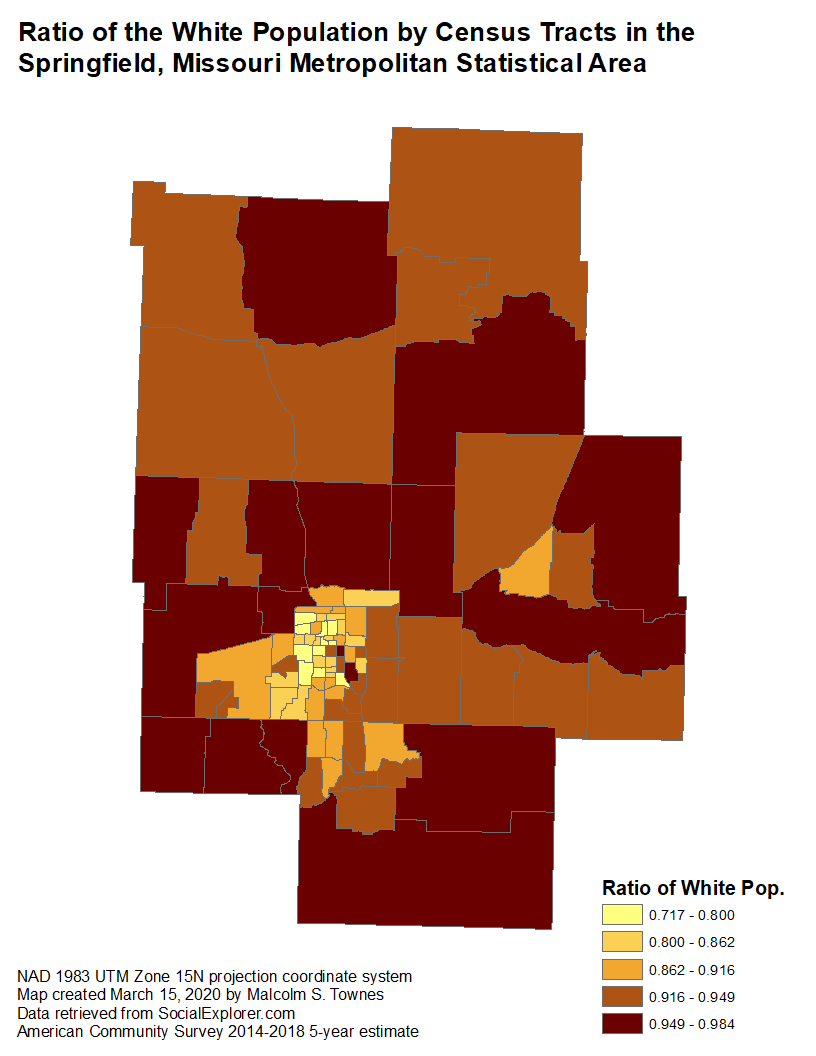 Ratio of the White Population by Census Tracts in the
Springfield, Missouri Metropolitan Statistical Area
Ratio of White Pop.
0.717 - 0.800
0.800 - 0.862
0.862 - 0.916
0.916 - 0.949
0.949 - 0.984
NAD 1983 UTM Zone 15N projection coordinate system
Map created March 15, 2020 by Malcolm S. Townes
Data retrieved from SocialExplorer.com
American Community Survey 2014-2018 5-year estimate